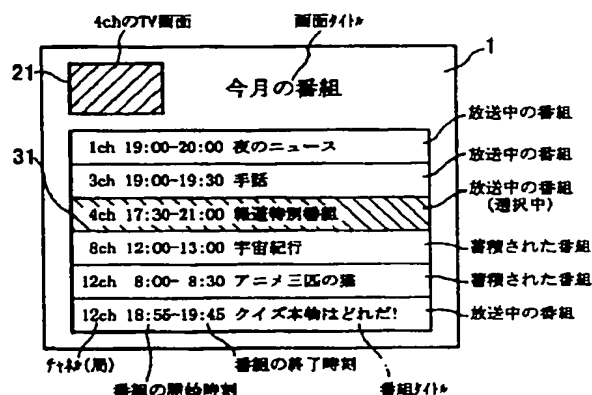 4chのTV画面
画面タイトル
1
21
今月の番組
放送中の番組
1ch 19:00-20:00 夜のニュース
放送中の番組
31
3ch 19:00-19:30 手話
放送中の番組
(選択中)
4ch 17:30-21:00 報道特別番組
8ch 12:00-13:00 宇宙紀行
蓄積された番組
12ch 8:00- 8:30 アニメ三匹の猫
蓄積された番組
12ch 18:55~19:45 クイズ本物はどれだ!
放送中の番組
チャネル(局)
番組の終了時刻
番組の開始時刻
番組タイトル